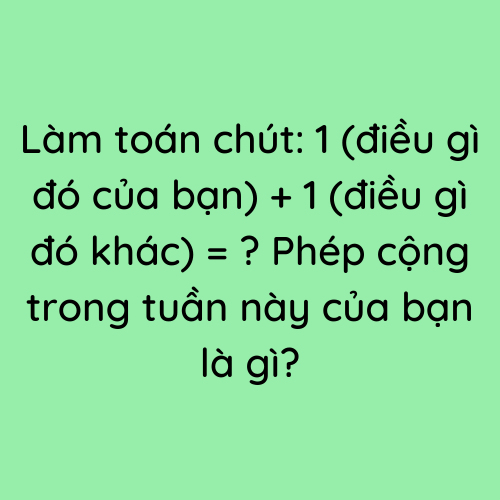 Làm toán chút: 1 (điều gì
đó của bạn) + 1 (điều gì
đó khác) = ? Phép cộng
trong tuần này của bạn
là gì?